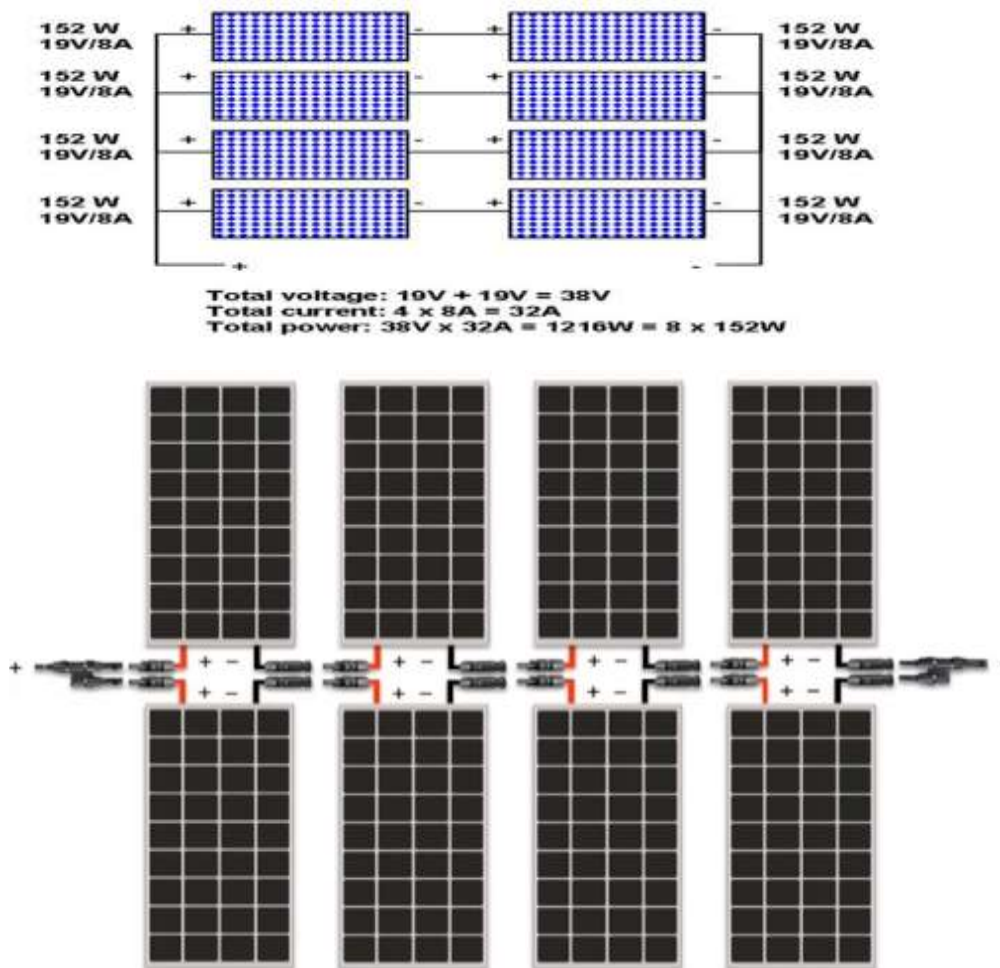 152 W + - + - 152 W
19V/8A 19V/8A
152 W + - + - 152 W
19V/8A 19V/8A
152 W + - + - 152 W
19V/8A 19V/8A
152 W + - + - 152 W
19V/8A 19V/8A
+ -
Total voltage: 19V + 19V = 38V
Total current: 4 x 8A = 32A
Total power: 38V x 32A = 1216W = 8 x 152W
+ + − + − + − + −
+ − + − + − + −